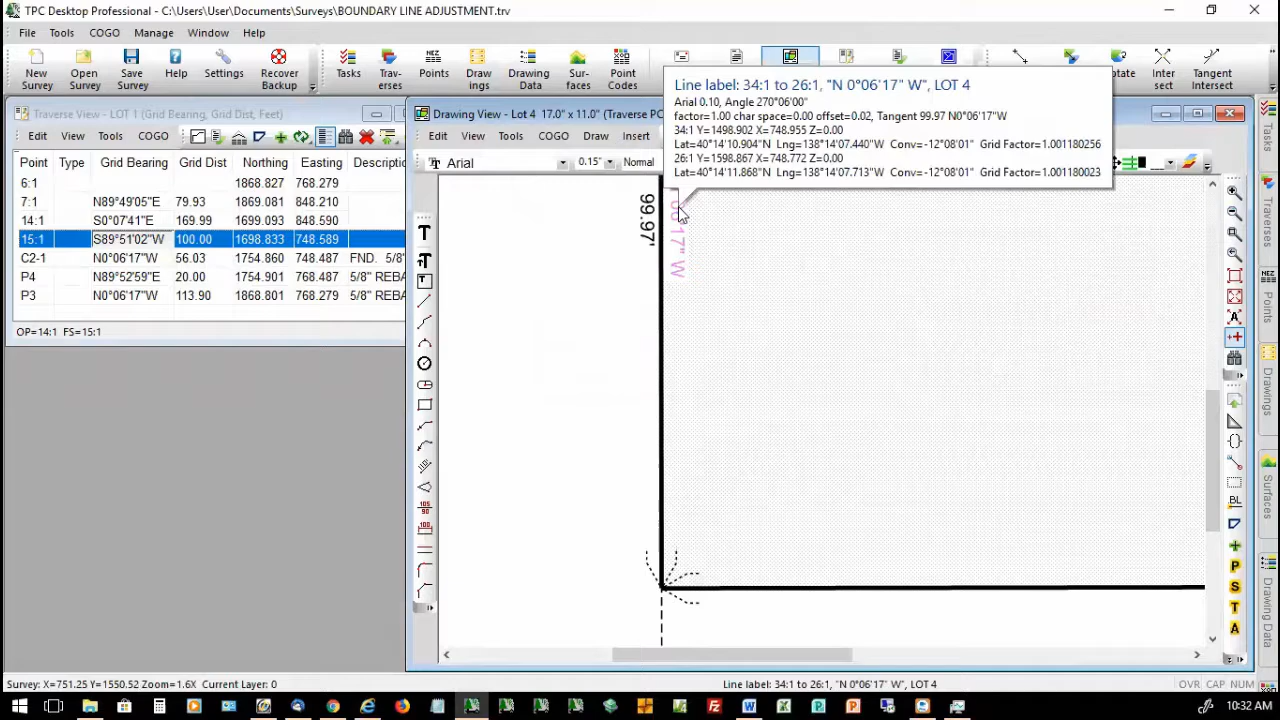 TPC Desktop Professional - C:\Users\User\Documents\Surveys\BOUNDARY LINE ADJUSTMENT.trv
File Tools COGO Manage Window Help
New Survey
Open Survey
Save Survey
Help
Settings
Recover Backup
Tasks
Traverses
Points
Drawings
Drawing Data
Surfaces
Point Codes
Inter sect
Tangent Intersect
Line label: 34:1 to 26:1, "N 0°06'17" W", LOT 4
Arial 0.10, Angle 270°06'00"
factor=1.00 char space=0.00 offset=0.02, Tangent 99.97 N0°06'17"W
34:1 Y=1498.902 X=748.955 Z=0.00
Lat=40°14'10.904"N Lng=138°14'07.440"W Conv=-12°08'01" Grid Factor=1.001180256
26:1 Y=1598.867 X=748.772 Z=0.00
Lat=40°14'11.868"N Lng=138°14'07.713"W Conv=-12°08'01" Grid Factor=1.001180023
Traverse View - LOT 1 (Grid Bearing, Grid Dist, Feet)
Edit View Tools COGO
Point Type Grid Bearing Grid Dist Northing Easting Descriptic
6:1 1868.827 768.279
7:1 N89°49'05"E 79.93 1869.081 848.210
14:1 S0°07'41"E 169.99 1699.093 848.590
15:1 S89°51'02"W 100.00 1698.833 748.589
C2-1 N0°06'17"W 56.03 1754.860 748.487 FND. 5/8"
P4 N89°52'59"E 20.00 1754.901 768.487 5/8" REBA
P3 N0°06'17"W 113.90 1868.801 768.279 5/8" REBA
OP=14:1 FS=15:1
Drawing View - Lot 4 17.0" x 11.0" (Traverse PC
Edit View Tools COGO Draw Insert
Arial 0.15" Normal
99.97'
17" W
Tasks
Traverses
Points
Drawings
Surfaces
Drawing Data
Survey: X=751.25 Y=1550.52 Zoom=1.6X Current Layer: 0
Line label: 34:1 to 26:1, "N 0°06'17" W", LOT 4
OVR CAP NUM
10:32 AM